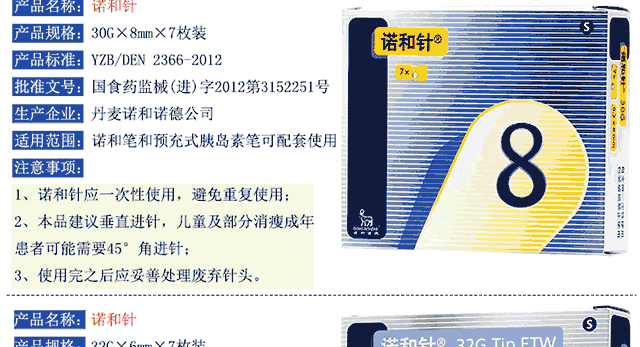 产品名称：诺和针
产品规格：30G×8mm×7枚装
产品标准：YZB/DEN 2366-2012
批准文号：国食药监械(进)字2012第3152251号
生产企业：丹麦诺和诺德公司
适用范围：诺和笔和预充式胰岛素笔可配套使用
注意事项：
1、诺和针应一次性使用，避免重复使用；
2、本品建议垂直进针，儿童及部分消瘦成年
患者可能需要45°角进针；
3、使用完之后应妥善处理废弃针头。
S
诺和针®
7×
8
诺和针® 30G
产品名称：诺和针
产品规格：32G×6mm×7枚装
S
诺和针® 32G Tip ETW